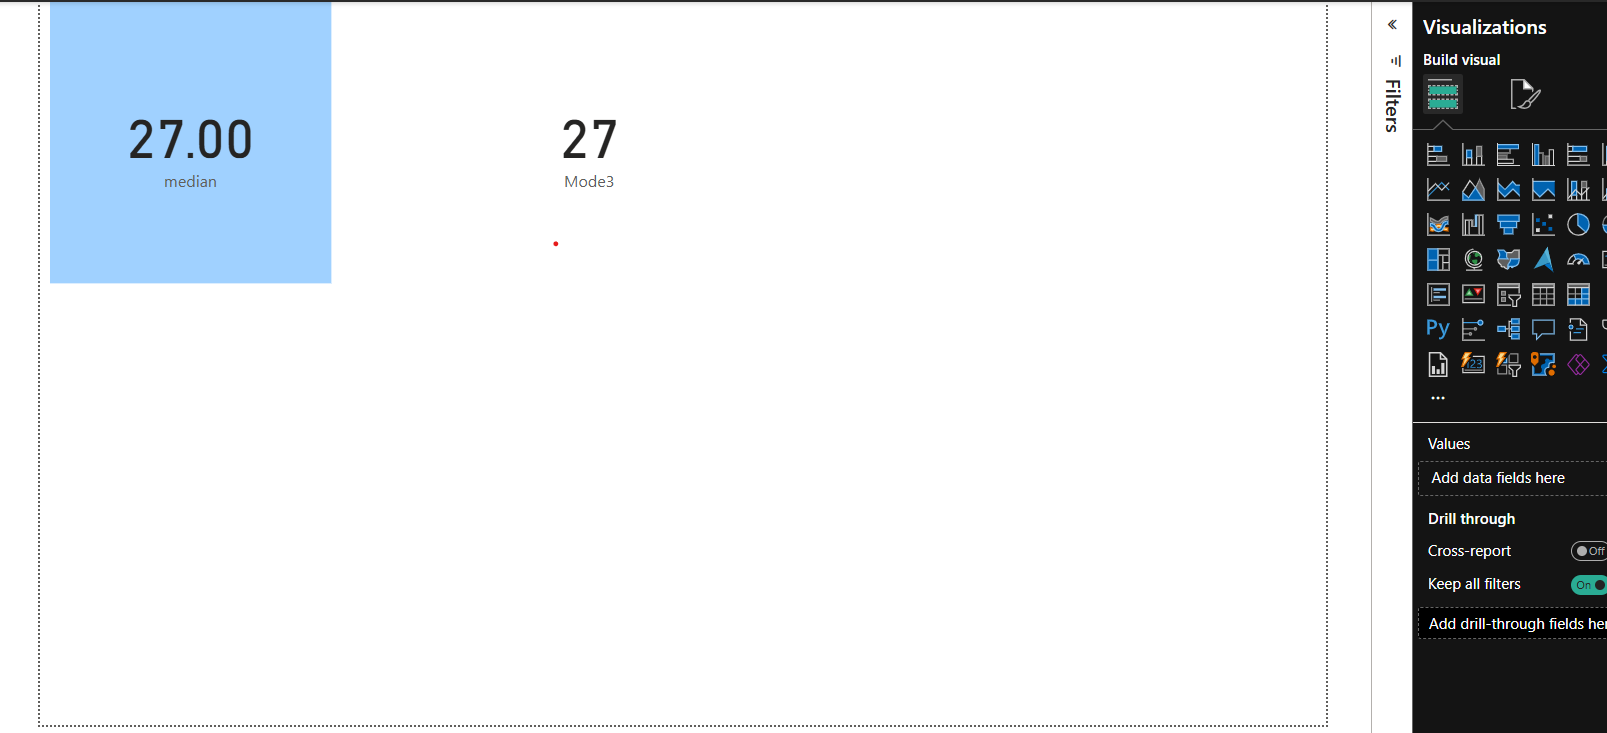 27.00
median
27
Mode3
Filters
Visualizations
Build visual
Py
123
Values
Add data fields here
Drill through
Cross-report
Off
Keep all filters
On
Add drill-through fields